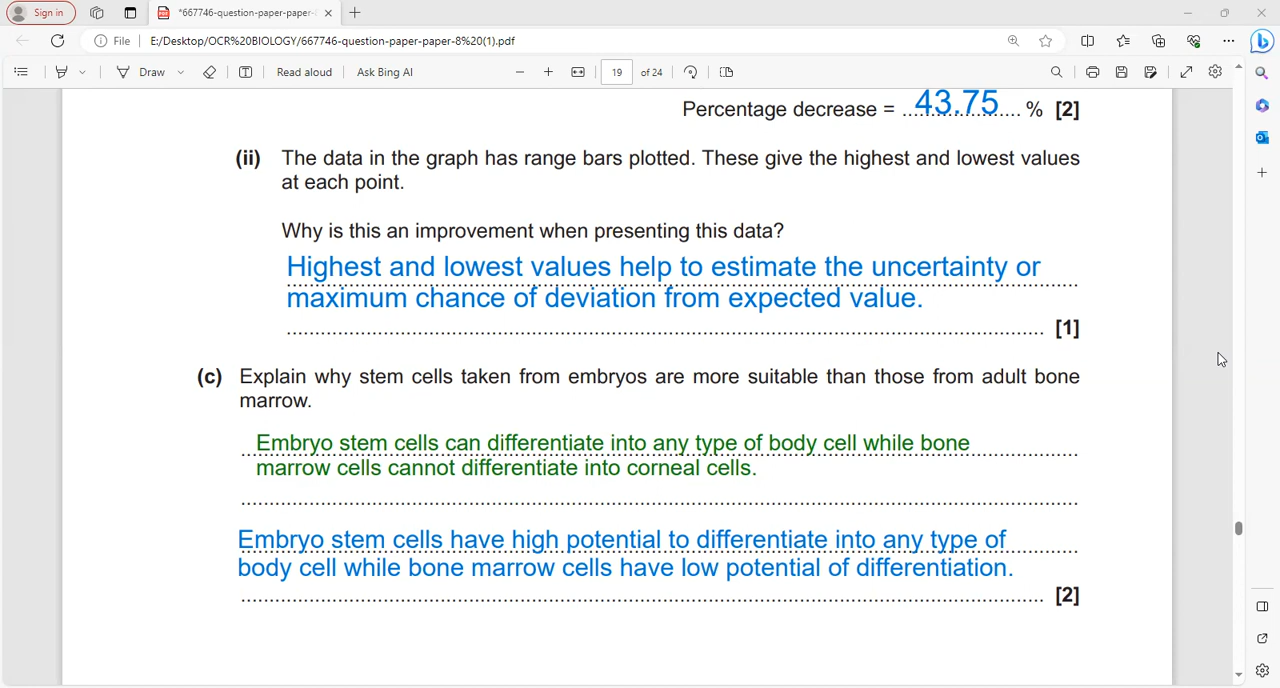 Sign in
*667746-question-paper-paper-8
File
E:/Desktop/OCR%20BIOLOGY/667746-question-paper-paper-8%20(1).pdf
Draw
Read aloud
Ask Bing AI
19
of 24
Percentage decrease = ...43.75... % [2]
(ii) The data in the graph has range bars plotted. These give the highest and lowest values
at each point.
Why is this an improvement when presenting this data?
Highest and lowest values help to estimate the uncertainty or
maximum chance of deviation from expected value.
[1]
(c) Explain why stem cells taken from embryos are more suitable than those from adult bone
marrow.
Embryo stem cells can differentiate into any type of body cell while bone
marrow cells cannot differentiate into corneal cells.
Embryo stem cells have high potential to differentiate into any type of
body cell while bone marrow cells have low potential of differentiation.
[2]